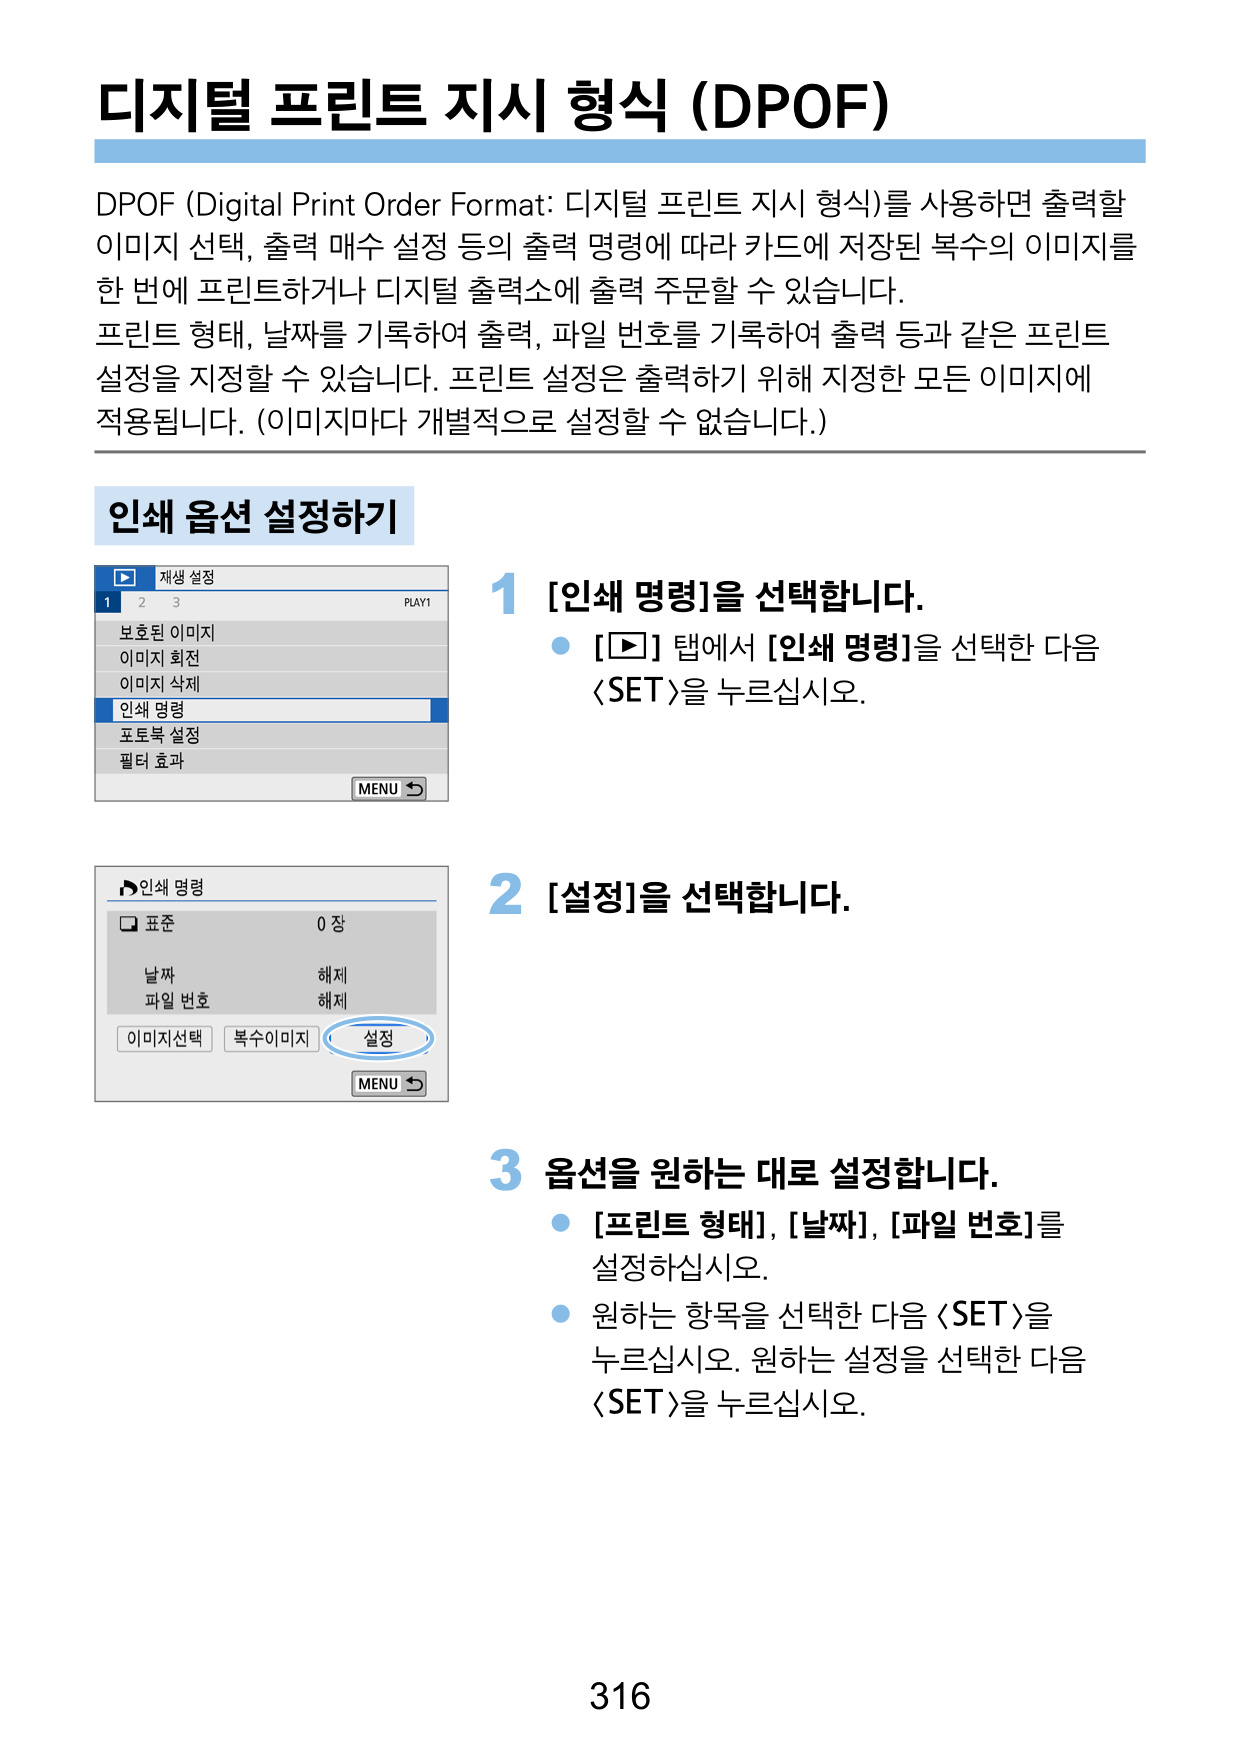 디지털 프린트 지시 형식 (DPOF)
DPOF (Digital Print Order Format: 디지털 프린트 지시 형식)를 사용하면 출력할
이미지 선택, 출력 매수 설정 등의 출력 명령에 따라 카드에 저장된 복수의 이미지를
한 번에 프린트하거나 디지털 출력소에 출력 주문할 수 있습니다.
프린트 형태, 날짜를 기록하여 출력, 파일 번호를 기록하여 출력 등과 같은 프린트
설정을 지정할 수 있습니다. 프린트 설정은 출력하기 위해 지정한 모든 이미지에
적용됩니다. (이미지마다 개별적으로 설정할 수 없습니다.)
인쇄 옵션 설정하기
재생 설정
1 2 3 PLAY1
보호된 이미지
이미지 회전
이미지 삭제
인쇄 명령
포토북 설정
필터 효과
MENU
1 [인쇄 명령]을 선택합니다.
● [▶] 탭에서 [인쇄 명령]을 선택한 다음
<SET>을 누르십시오.
인쇄 명령
표준 0 장
날짜 해제
파일 번호 해제
이미지선택 복수이미지 설정
MENU
2 [설정]을 선택합니다.
3 옵션을 원하는 대로 설정합니다.
● [프린트 형태], [날짜], [파일 번호]를
설정하십시오.
● 원하는 항목을 선택한 다음 <SET>을
누르십시오. 원하는 설정을 선택한 다음
<SET>을 누르십시오.
316